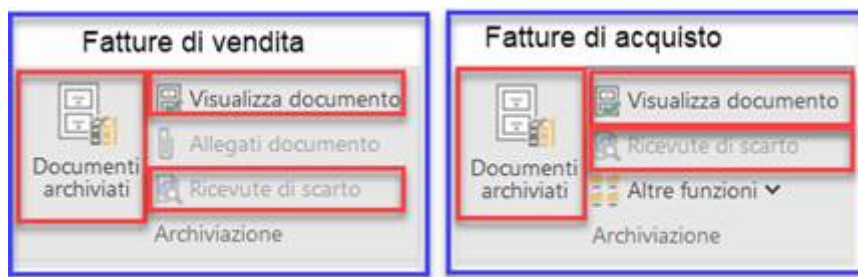 Fatture di vendita
Visualizza documento
Allegati documento
Documenti
archiviati
Ricevute di scarto
Archiviazione
Fatture di acquisto
Visualizza documento
Ricevute di scarto
Documenti
archiviati
Altre funzioni
Archiviazione